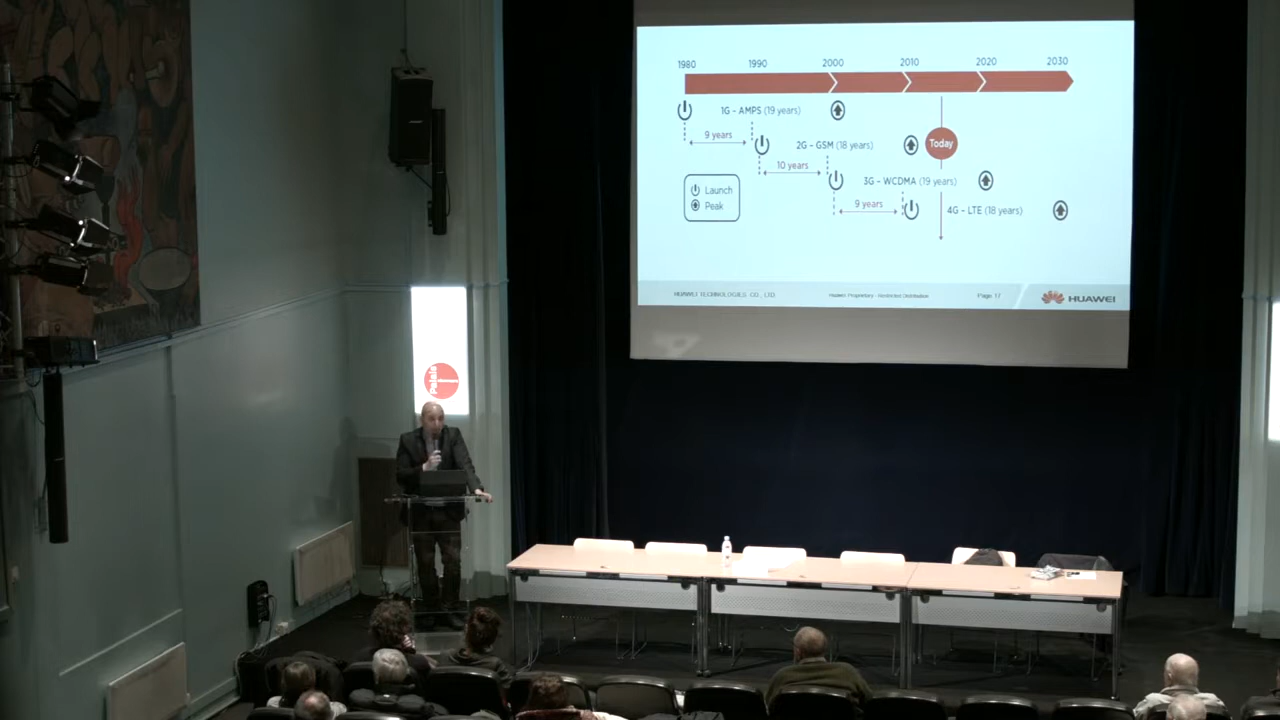 1980 1990 2000 2010 2020 2030
1G - AMPS (19 years)
9 years
2G - GSM (18 years)
Today
10 years
3G - WCDMA (19 years)
Launch
9 years
Peak
4G - LTE (18 years)
HUAWEI TECHNOLOGIES CO., LTD.
Huawei Proprietary - Restricted Distribution
Page 17
HUAWEI
Palais